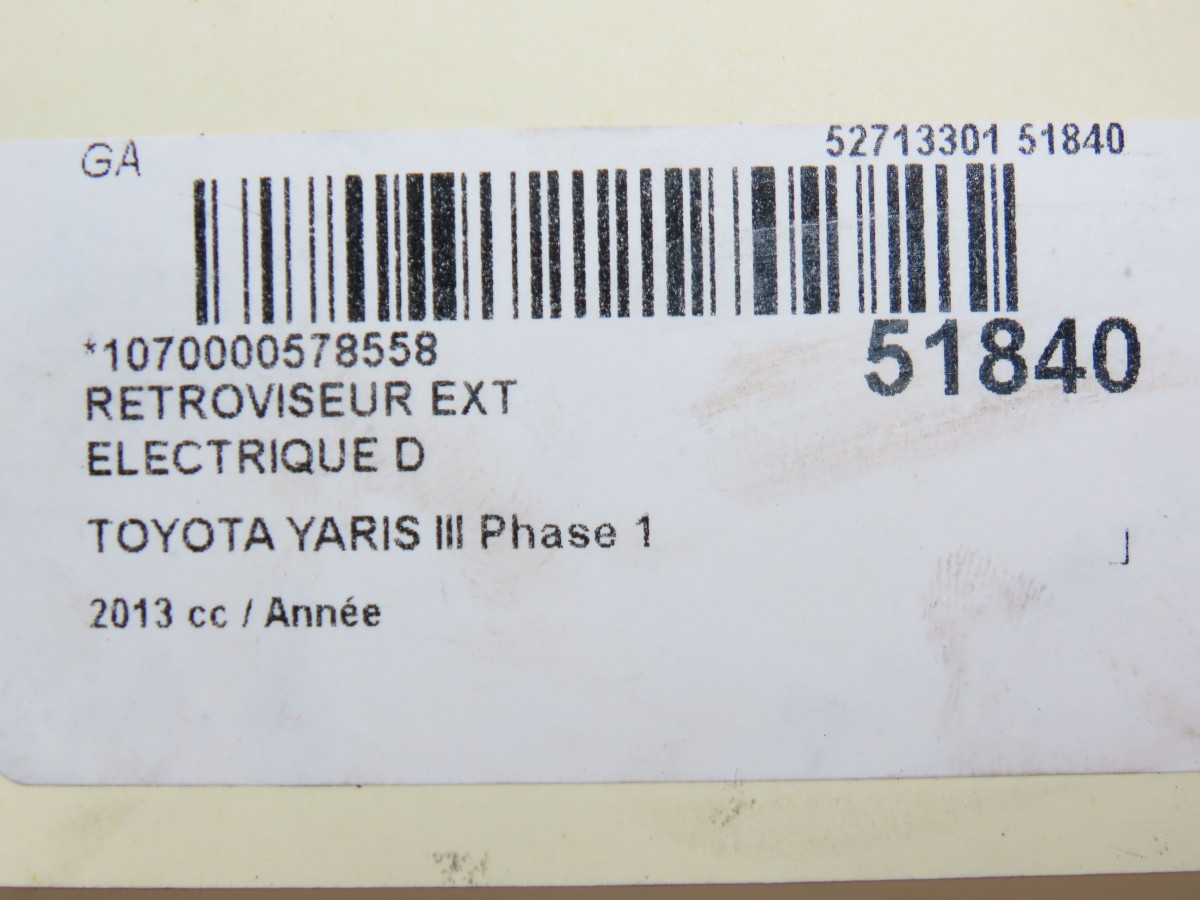 GA
52713301 51840
*1070000578558
51840
RETROVISEUR EXT
ELECTRIQUE D
TOYOTA YARIS III Phase 1
2013 cc / Année